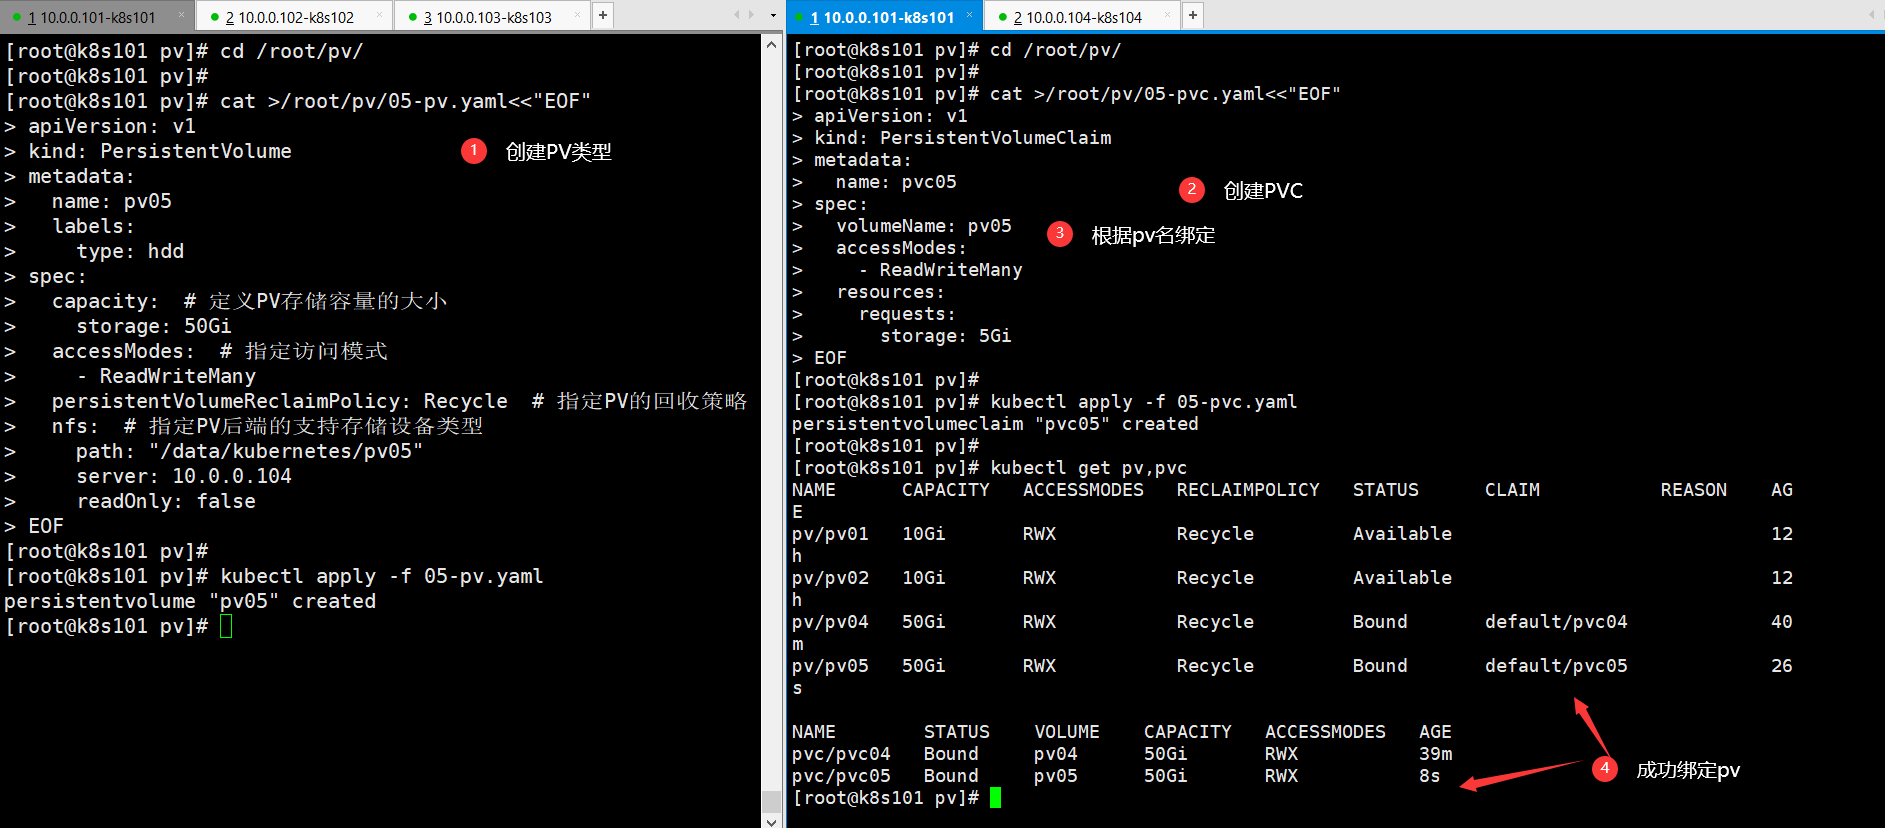 1 10.0.0.101-k8s101
2 10.0.0.102-k8s102
3 10.0.0.103-k8s103
[root@k8s101 pv]# cd /root/pv/
[root@k8s101 pv]#
[root@k8s101 pv]# cat >/root/pv/05-pv.yaml<<"EOF"
> apiVersion: v1
> kind: PersistentVolume
1 创建PV类型
> metadata:
>   name: pv05
>   labels:
>     type: hdd
> spec:
>   capacity:  # 定义PV存储容量的大小
>     storage: 50Gi
>   accessModes:  # 指定访问模式
>     - ReadWriteMany
>   persistentVolumeReclaimPolicy: Recycle  # 指定PV的回收策略
>   nfs:  # 指定PV后端的支持存储设备类型
>     path: "/data/kubernetes/pv05"
>     server: 10.0.0.104
>     readOnly: false
> EOF
[root@k8s101 pv]#
[root@k8s101 pv]# kubectl apply -f 05-pv.yaml
persistentvolume "pv05" created
[root@k8s101 pv]#
1 10.0.0.101-k8s101
2 10.0.0.104-k8s104
[root@k8s101 pv]# cd /root/pv/
[root@k8s101 pv]#
[root@k8s101 pv]# cat >/root/pv/05-pvc.yaml<<"EOF"
> apiVersion: v1
> kind: PersistentVolumeClaim
> metadata:
>   name: pvc05
2 创建PVC
> spec:
>   volumeName: pv05
3 根据pv名绑定
>   accessModes:
>     - ReadWriteMany
>   resources:
>     requests:
>       storage: 5Gi
> EOF
[root@k8s101 pv]#
[root@k8s101 pv]# kubectl apply -f 05-pvc.yaml
persistentvolumeclaim "pvc05" created
[root@k8s101 pv]#
[root@k8s101 pv]# kubectl get pv,pvc
NAME      CAPACITY   ACCESSMODES   RECLAIMPOLICY   STATUS      CLAIM           REASON    AG
E
pv/pv01   10Gi       RWX           Recycle         Available                             12
h
pv/pv02   10Gi       RWX           Recycle         Available                             12
h
pv/pv04   50Gi       RWX           Recycle         Bound       default/pvc04             40
m
pv/pv05   50Gi       RWX           Recycle         Bound       default/pvc05             26
s
NAME        STATUS    VOLUME    CAPACITY   ACCESSMODES   AGE
pvc/pvc04   Bound     pv04      50Gi       RWX           39m
pvc/pvc05   Bound     pv05      50Gi       RWX           8s
4 成功绑定pv
[root@k8s101 pv]#